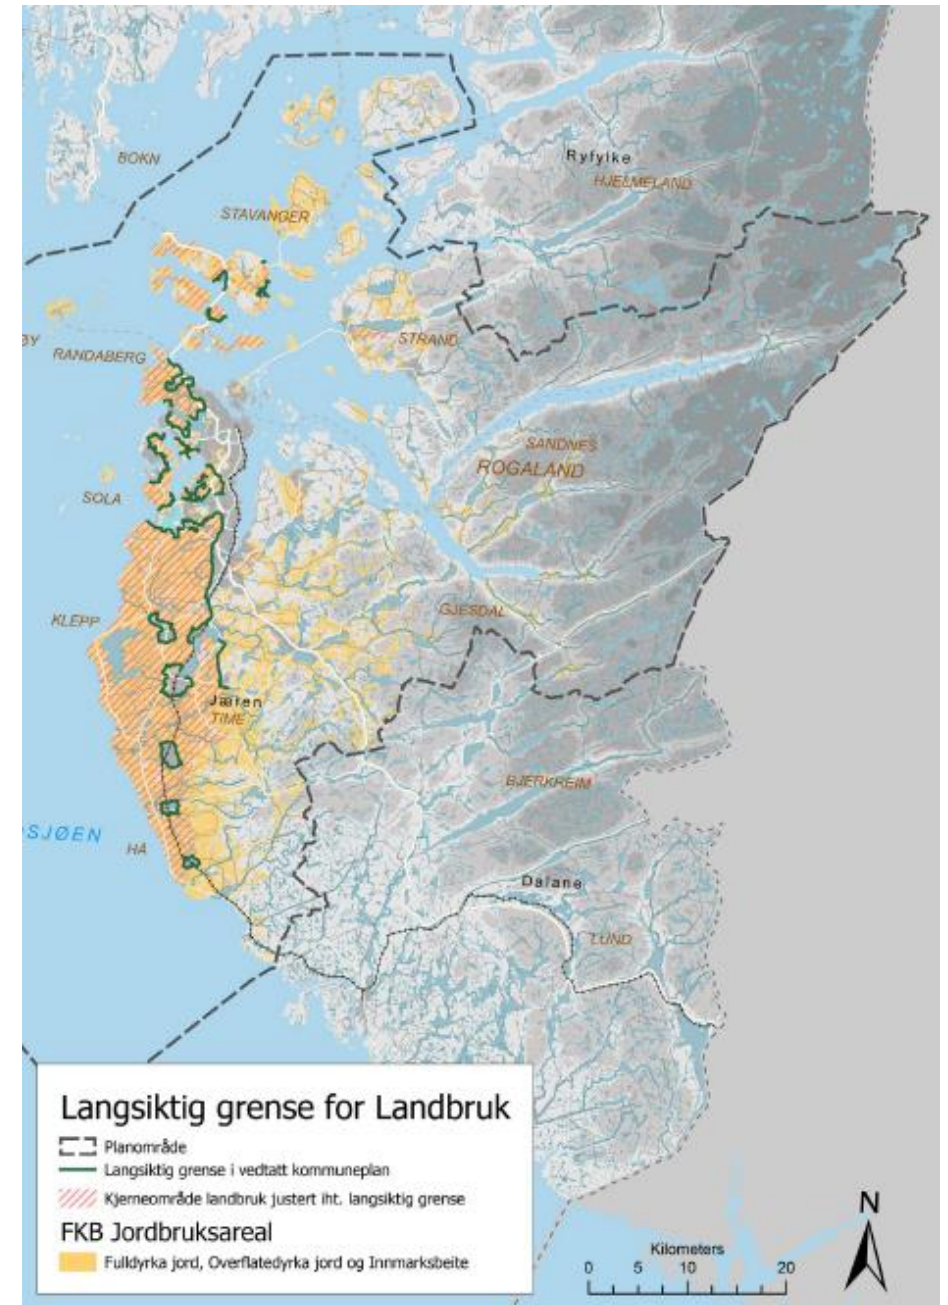 BOKN
Ryfylke
HJELMELAND
STAVANGER
STRAND
RANDABERG
SANDNES
ROGALAND
SOLA
GJESDAL
KLEPP
Jæren
TIME
BJERKREIM
SJØEN
HÅ
Dalane
LUND
Langsiktig grense for Landbruk
Planområde
Langsiktig grense i vedtatt kommuneplan
Kjerneområde landbruk justert iht. langsiktig grense
FKB Jordbruksareal
Fulldyrka jord, Overflatedyrka jord og Innmarksbeite
N
Kilometers
0 5 10 20